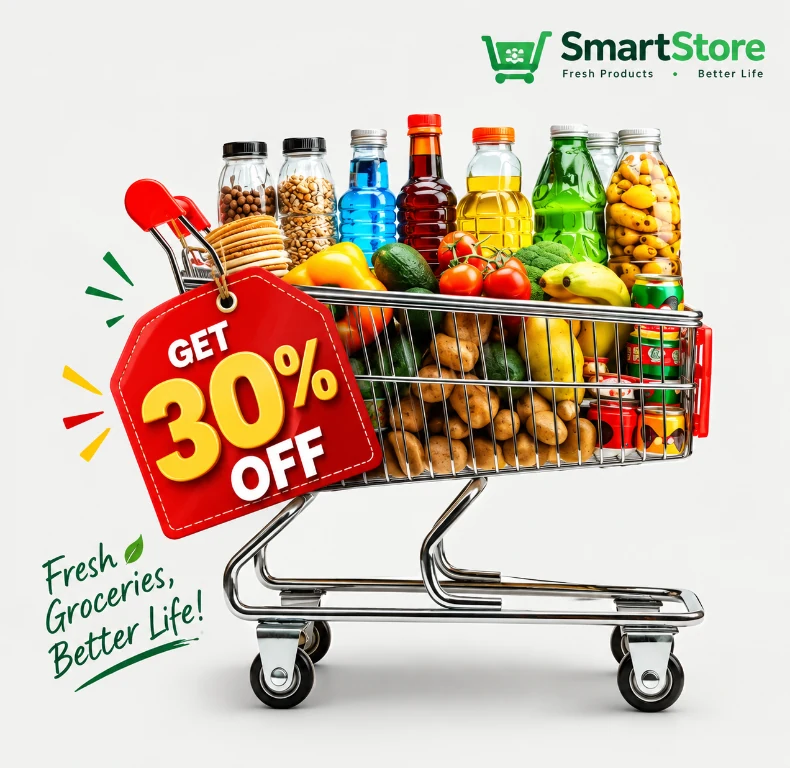 SmartStore
Fresh Products • Better Life
GET
30%
OFF
Fresh
Groceries,
Better Life!